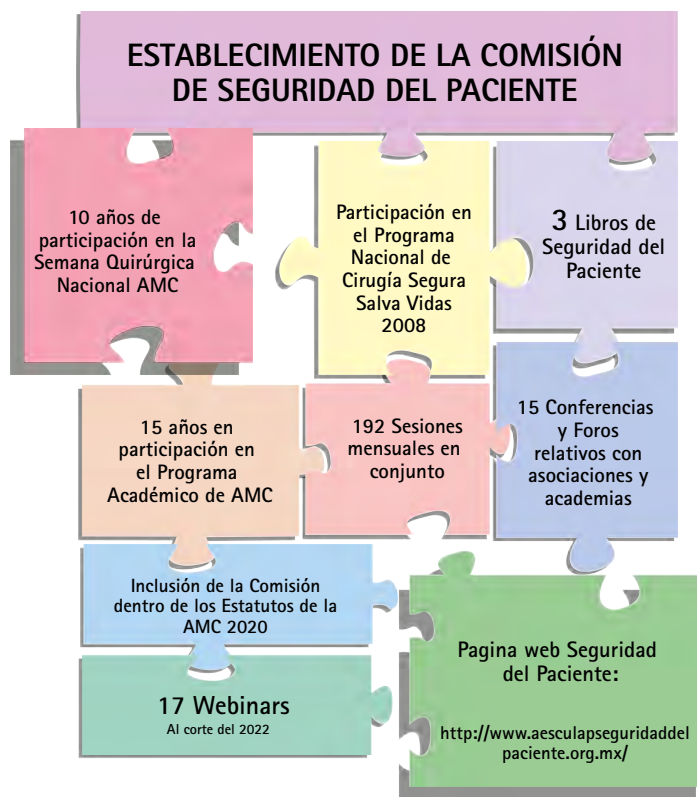 ESTABLECIMIENTO DE LA COMISIÓN
DE SEGURIDAD DEL PACIENTE
10 años de
participación en la
Semana Quirúrgica
Nacional AMC
Participación en
el Programa
Nacional de
Cirugía Segura
Salva Vidas
2008
3 Libros de
Seguridad del
Paciente
15 años en
participación en
el Programa
Académico de AMC
192 Sesiones
mensuales en
conjunto
15 Conferencias
y Foros
relativos con
asociaciones y
academias
Inclusión de la Comisión
dentro de los Estatutos de la
AMC 2020
17 Webinars
Al corte del 2022
Pagina web Seguridad
del Paciente:
http://www.aesculapseguridaddel
paciente.org.mx/